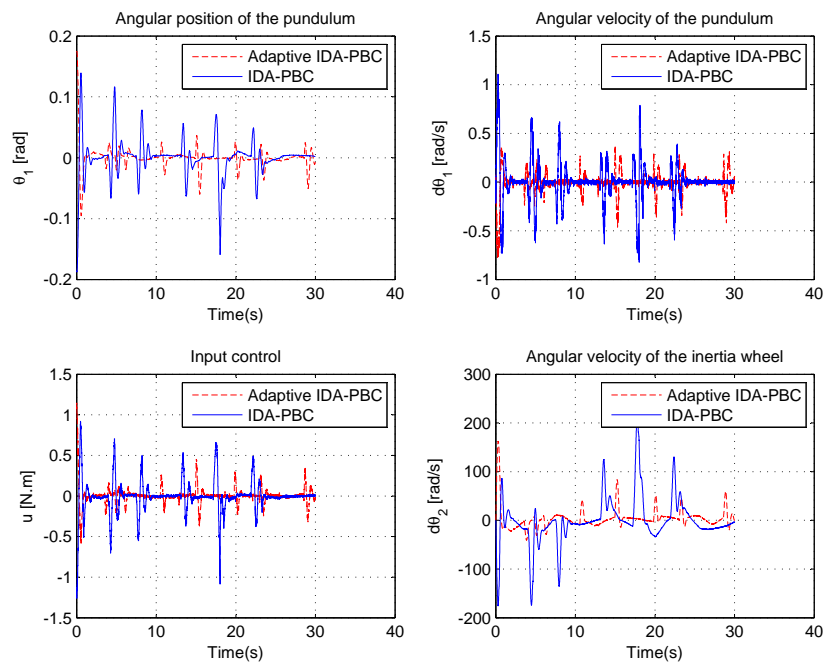 Angular position of the pundulum
0.2
0.1
0
-0.1
-0.2
θ1 [rad]
Adaptive IDA-PBC
IDA-PBC
0
10
20
30
40
Time(s)
Angular velocity of the pundulum
1.5
1
0.5
0
-0.5
-1
dθ1 [rad/s]
Adaptive IDA-PBC
IDA-PBC
0
10
20
30
40
Time(s)
Input control
1.5
1
0.5
0
-0.5
-1
-1.5
u [N.m]
Adaptive IDA-PBC
IDA-PBC
0
10
20
30
40
Time(s)
Angular velocity of the inertia wheel
300
200
100
0
-100
-200
dθ2 [rad/s]
Adaptive IDA-PBC
IDA-PBC
0
10
20
30
40
Time(s)